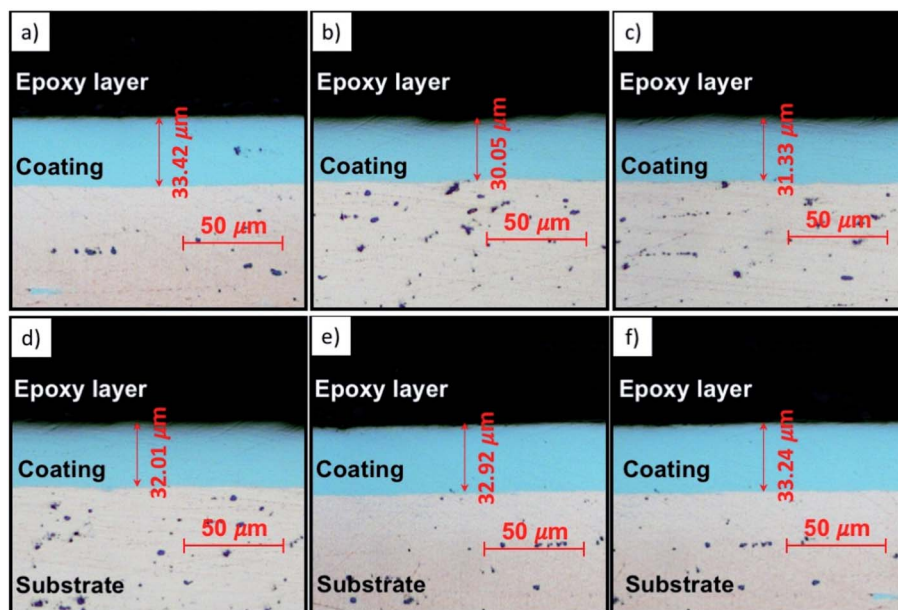 a)
Epoxy layer
Coating
33.42 μm
50 μm
b)
Epoxy layer
Coating
30.05 μm
50 μm
c)
Epoxy layer
Coating
31.33 μm
50 μm
d)
Epoxy layer
Coating
32.01 μm
50 μm
Substrate
e)
Epoxy layer
Coating
32.92 μm
50 μm
Substrate
f)
Epoxy layer
Coating
33.24 μm
50 μm
Substrate